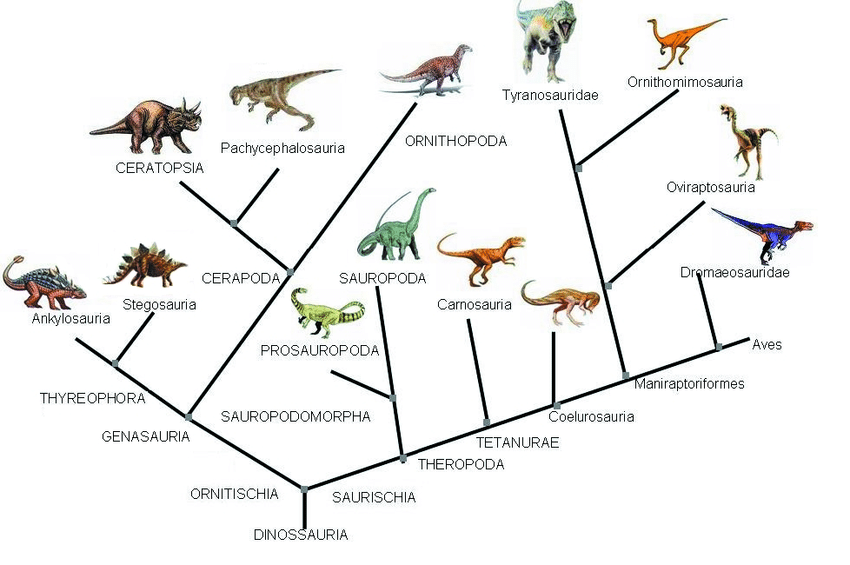 Tyranosauridae
Ornithomimosauria
ORNITHOPODA
Pachycephalosauria
CERATOPSIA
Oviraptosauria
Dromaeosauridae
CERAPODA
SAUROPODA
Stegosauria
Carnosauria
Ankylosauria
Aves
PROSAUROPODA
Maniraptoriformes
THYREOPHORA
SAUROPODOMORPHA
Coelurosauria
GENASAURIA
TETANURAE
THEROPODA
ORNITISCHIA
SAURISCHIA
DINOSSAURIA